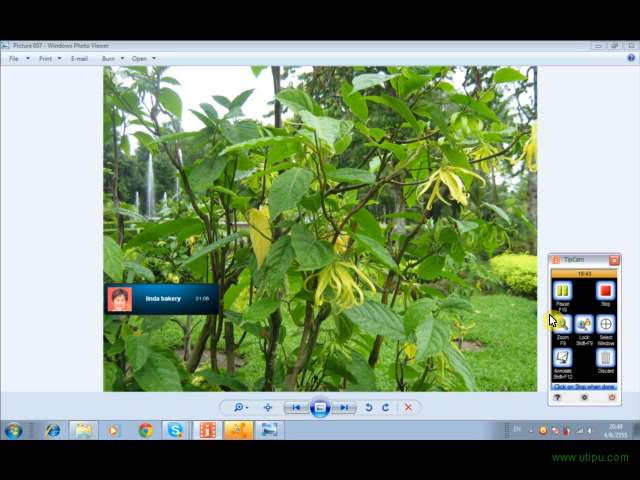 Picture 057 - Windows Photo Viewer
File Print E-mail Burn Open
linda bakery 31:06
TipCam
19:43
Pause F10
Stop
Zoom F9
Lock Shift+F9
Select Window
Annotate Shift+F12
Discard
Click on Stop when done
EN
20:48
4/6/2555
www.utipu.com